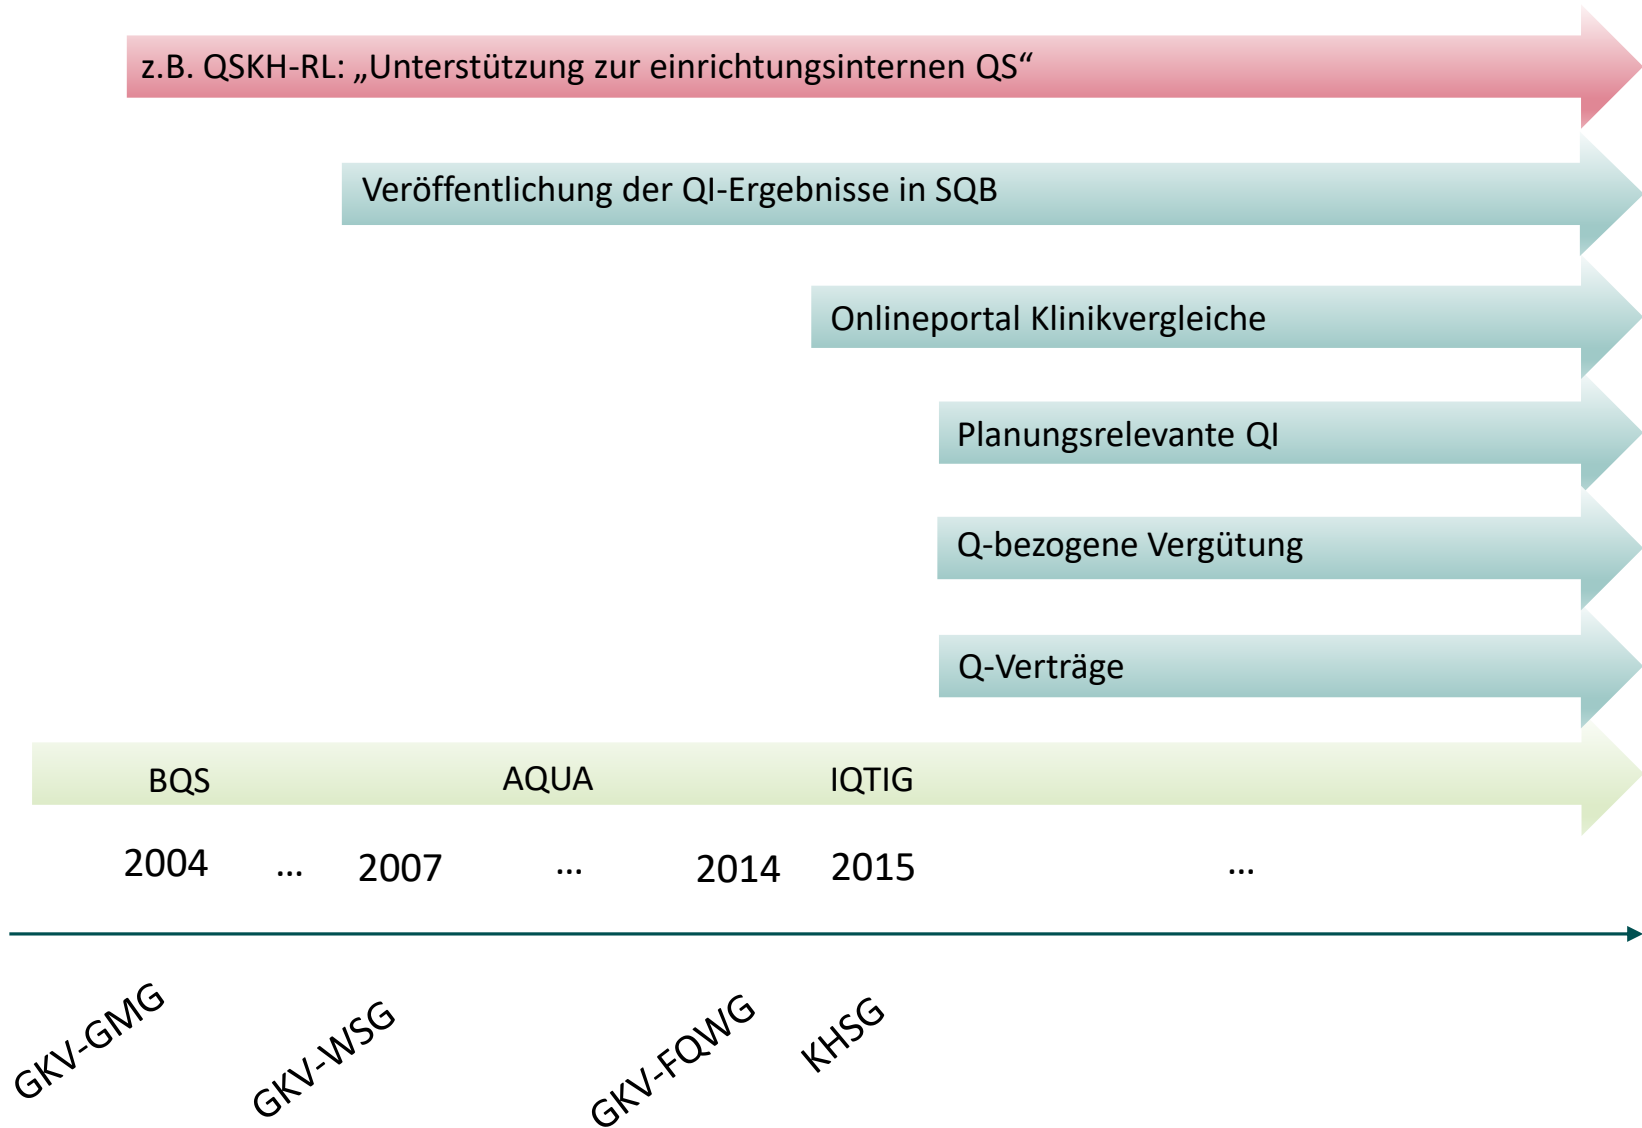 z.B. QSKH-RL: „Unterstützung zur einrichtungsinternen QS“
Veröffentlichung der QI-Ergebnisse in SQB
Onlineportal Klinikvergleiche
Planungsrelevante QI
Q-bezogene Vergütung
Q-Verträge
BQS AQUA IQTIG
2004 … 2007 … 2014 2015 …
GKV-GMG
GKV-WSG
GKV-FQWG
KHSG